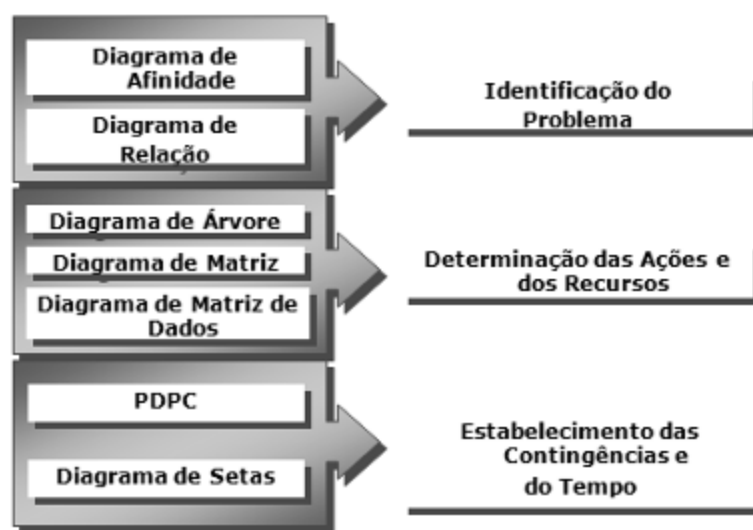 Diagrama de
Afinidade
Diagrama de
Relação
Identificação do
Problema
Diagrama de Árvore
Diagrama de Matriz
Diagrama de Matriz de
Dados
Determinação das Ações e
dos Recursos
PDPC
Diagrama de Setas
Estabelecimento das
Contingências e
do Tempo